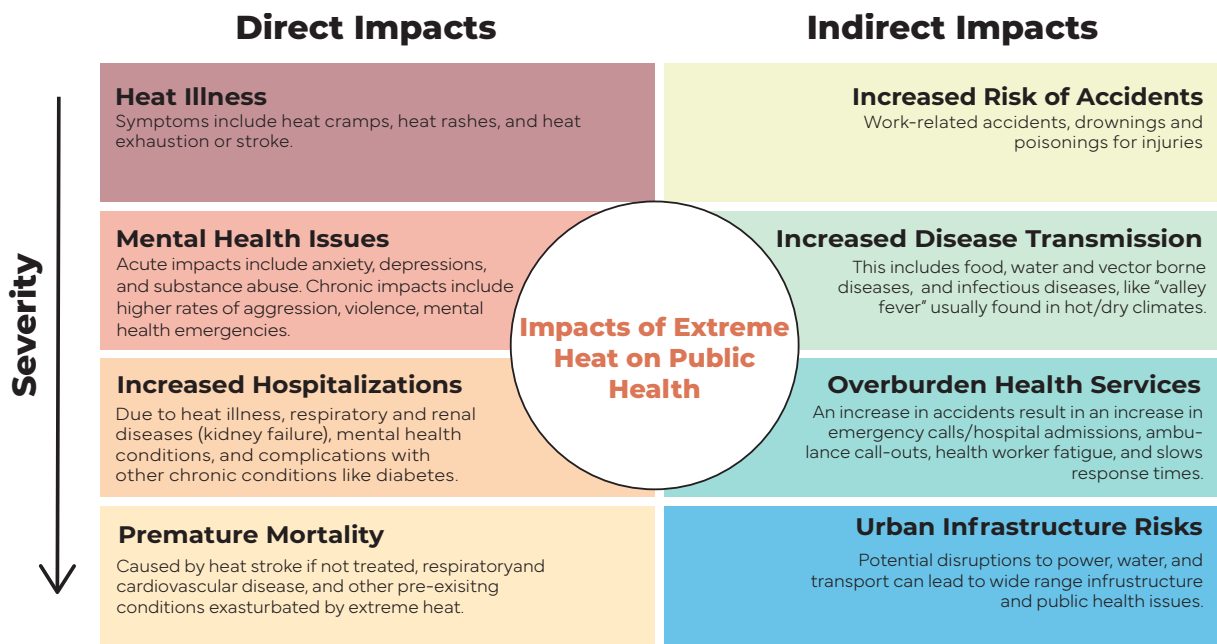 Direct Impacts
Indirect Impacts
Severity
Heat Illness
Symptoms include heat cramps, heat rashes, and heat
exhaustion or stroke.
Increased Risk of Accidents
Work-related accidents, drownings and
poisonings for injuries
Mental Health Issues
Acute impacts include anxiety, depressions,
and substance abuse. Chronic impacts include
higher rates of aggression, violence, mental
health emergencies.
Increased Disease Transmission
This includes food, water and vector borne
diseases, and infectious diseases, like "valley
fever" usually found in hot/dry climates.
Impacts of Extreme
Heat on Public
Health
Increased Hospitalizations
Due to heat illness, respiratory and renal
diseases (kidney failure), mental health
conditions, and complications with
other chronic conditions like diabetes.
Overburden Health Services
An increase in accidents result in an increase in
emergency calls/hospital admissions, ambu-
lance call-outs, health worker fatigue, and slows
response times.
Premature Mortality
Caused by heat stroke if not treated, respiratoryand
cardiovascular disease, and other pre-exisitng
conditions exasturbated by extreme heat.
Urban Infrastructure Risks
Potential disruptions to power, water, and
transport can lead to wide range infrustructure
and public health issues.